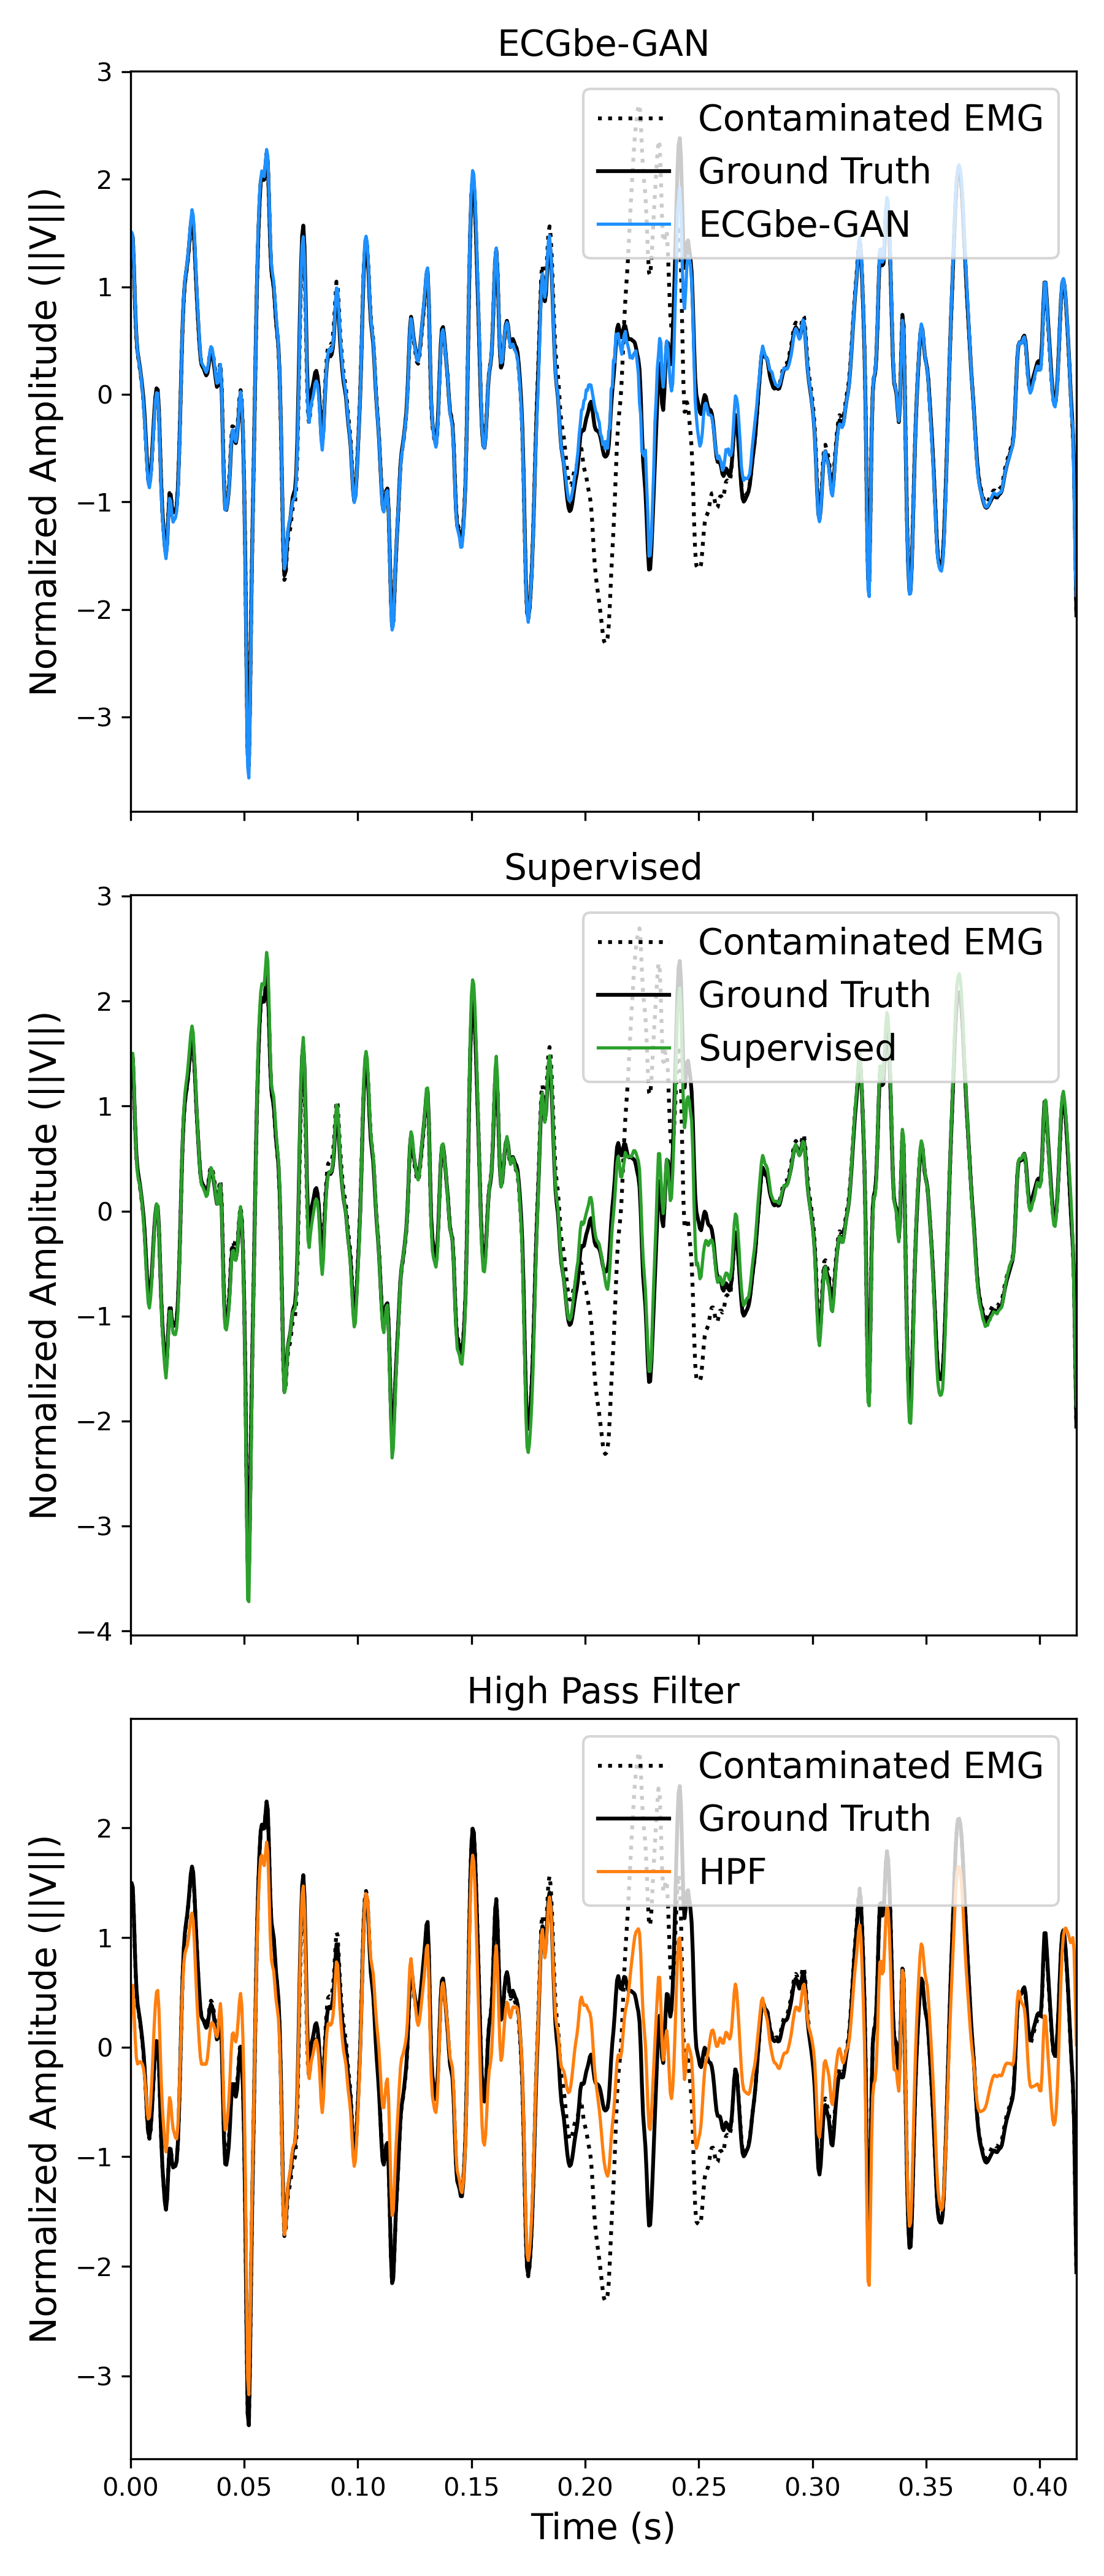 ECGbe-GAN
3
2
1
0
−1
−2
−3
Normalized Amplitude (||V||)
Contaminated EMG
Ground Truth
ECGbe-GAN
Supervised
3
2
1
0
−1
−2
−3
−4
Normalized Amplitude (||V||)
Contaminated EMG
Ground Truth
Supervised
High Pass Filter
2
1
0
−1
−2
−3
Normalized Amplitude (||V||)
Contaminated EMG
Ground Truth
HPF
0.00 0.05 0.10 0.15 0.20 0.25 0.30 0.35 0.40
Time (s)